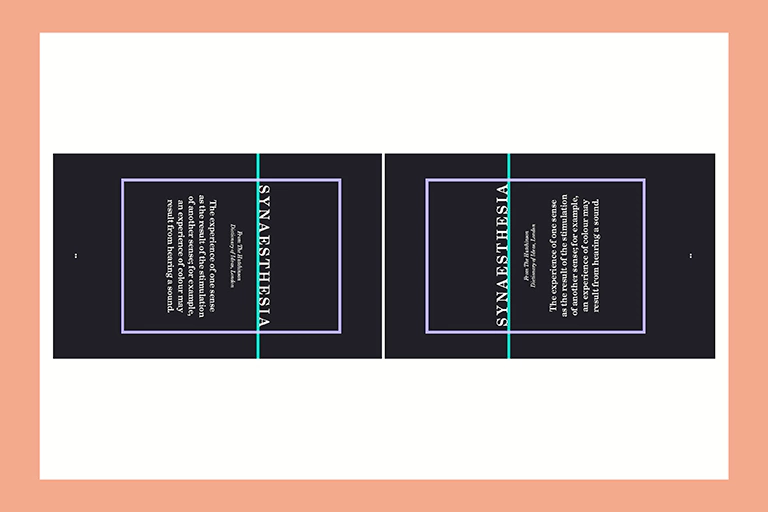 SYNAESTHESIA
From The Hutchinson
Dictionary of Ideas, London
The experience of one sense
as the result of the stimulation
of another sense; for example,
an experience of colour may
result from hearing a sound.
SYNAESTHESIA
From The Hutchinson
Dictionary of Ideas, London
The experience of one sense
as the result of the stimulation
of another sense; for example,
an experience of colour may
result from hearing a sound.